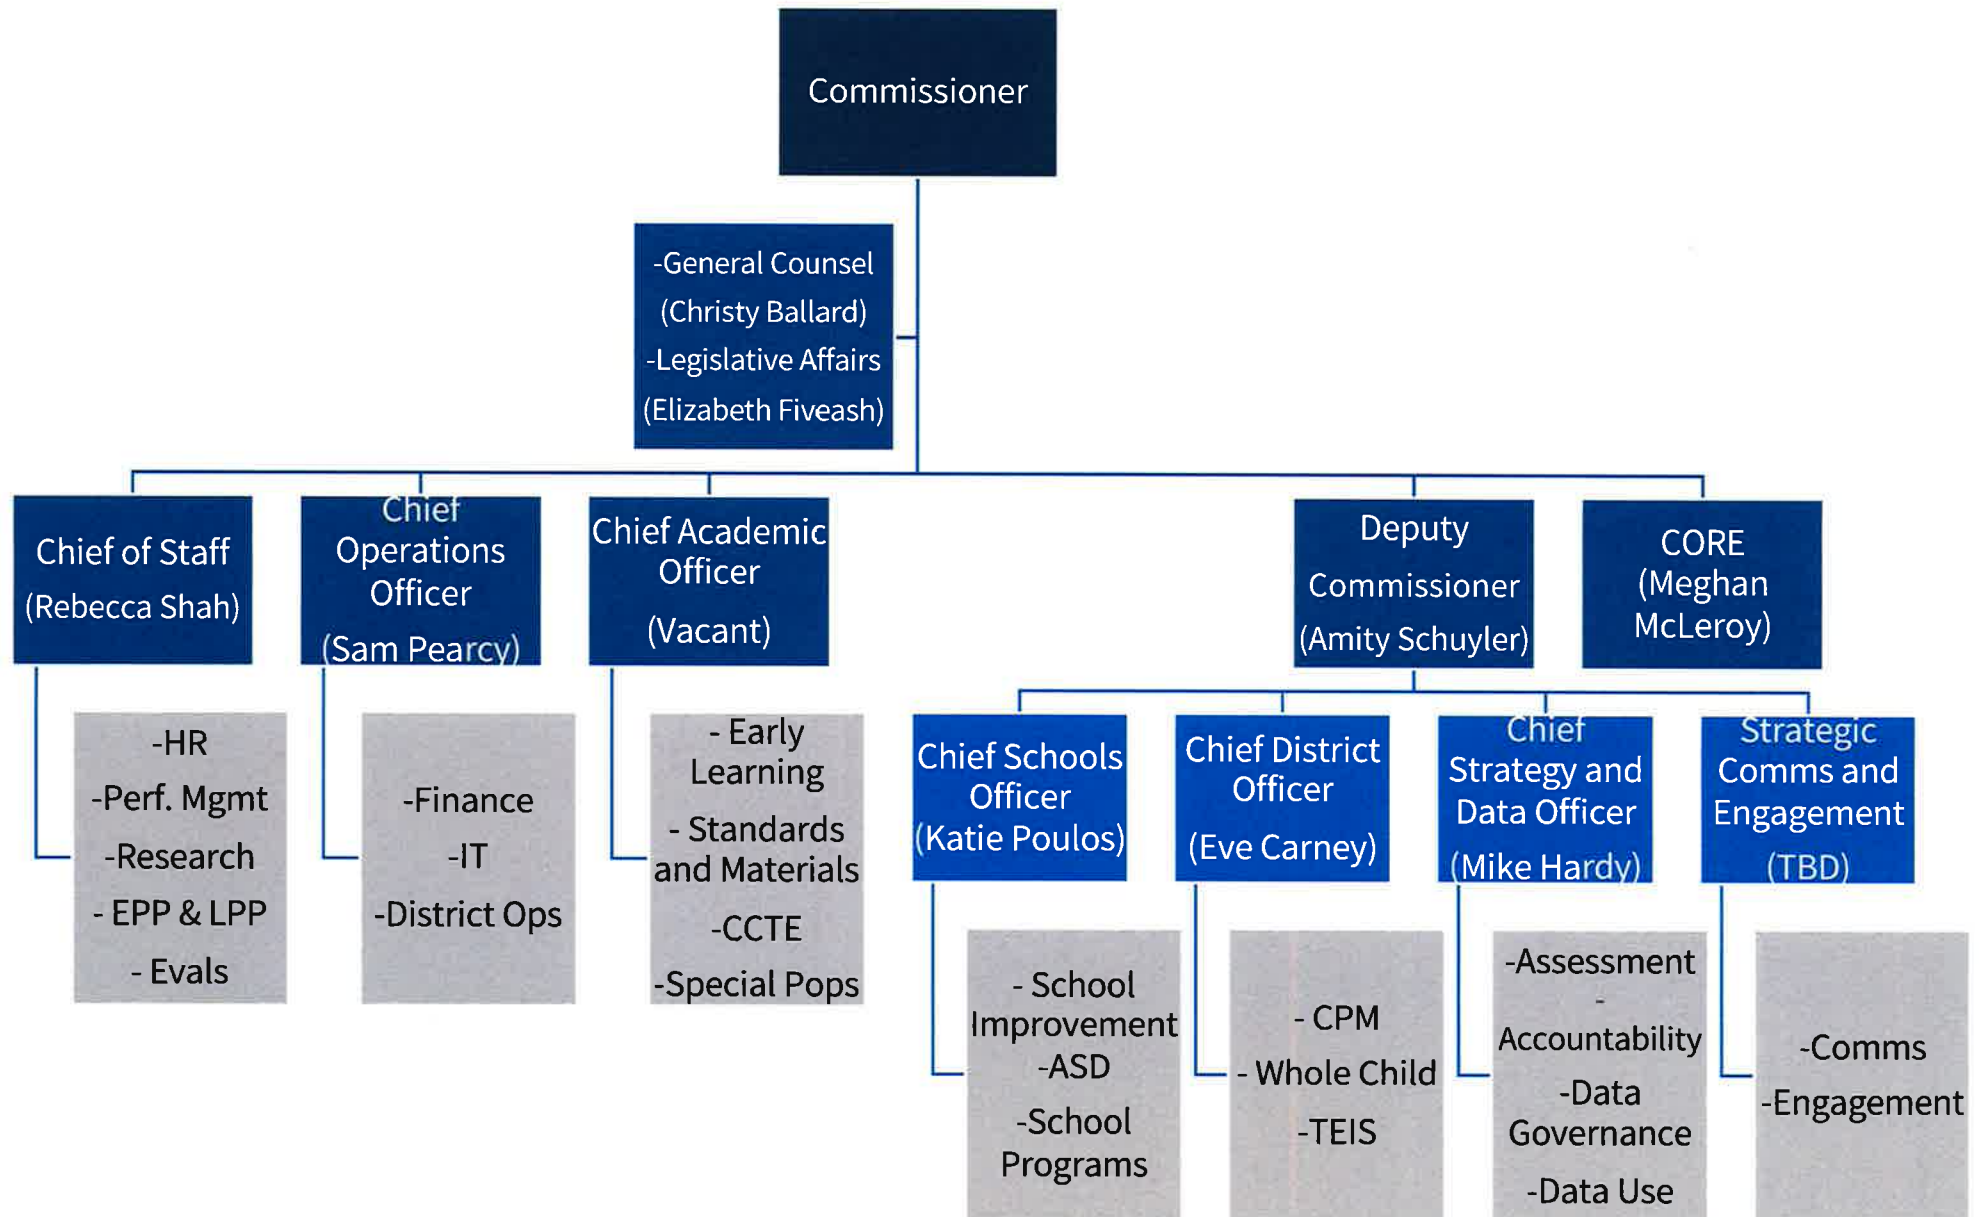 Commissioner
-General Counsel
(Christy Ballard)
-Legislative Affairs
(Elizabeth Fiveash)
Chief of Staff
(Rebecca Shah)
Chief
Operations
Officer
(Sam Pearcy)
Chief Academic
Officer
(Vacant)
Deputy
Commissioner
(Amity Schuyler)
CORE
(Meghan
McLeroy)
-HR
-Perf. Mgmt
-Research
- EPP & LPP
- Evals
-Finance
-IT
-District Ops
- Early
Learning
- Standards
and Materials
-CCTE
-Special Pops
Chief Schools
Officer
(Katie Poulos)
Chief District
Officer
(Eve Carney)
Chief
Strategy and
Data Officer
(Mike Hardy)
Strategic
Comms and
Engagement
(TBD)
- School
Improvement
-ASD
-School
Programs
- CPM
- Whole Child
-TEIS
-Assessment
-
Accountability
-Data
Governance
-Data Use
-Comms
-Engagement